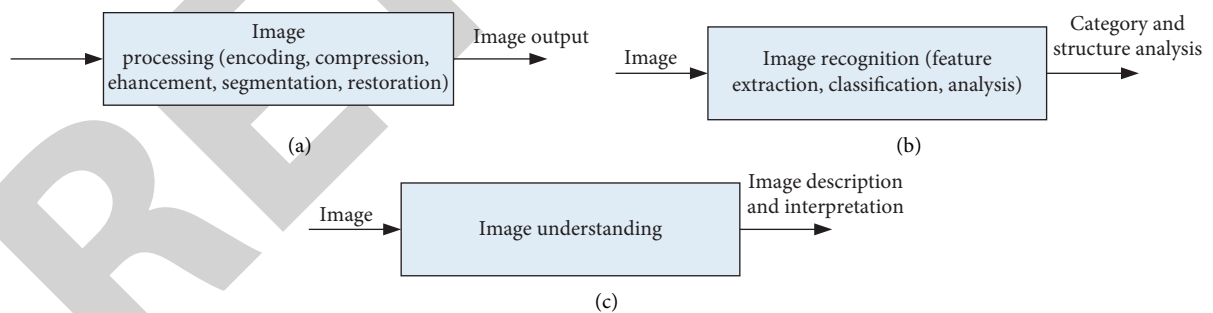 Image
processing (encoding, compression,
ehancement, segmentation, restoration)
Image output
(a)
Image
Image recognition (feature
extraction, classification, analysis)
Category and
structure analysis
(b)
Image
Image understanding
Image description
and interpretation
(c)